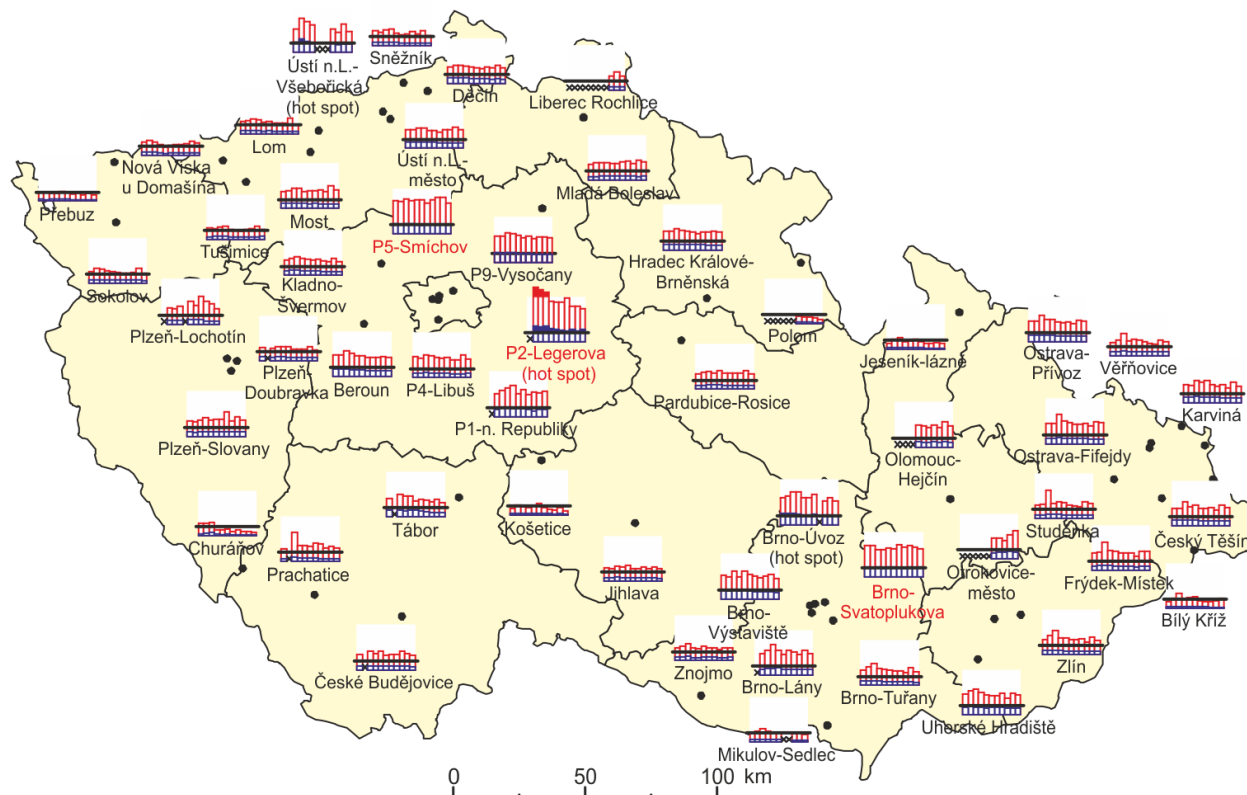 Ústí n.L.-
Všebořická
(hot spot)
Sněžník
Děčín
Liberec Rochlice
Lom
Ústí n.L.-
město
Nová Víska
u Domašína
Mladá Boleslav
Přebuz
Most
Tušimice
P5-Smíchov
P9-Vysočany
Hradec Králové-
Brněnská
Sokolov
Kladno-
Švermov
Plzeň-Lochotín
Polom
P2-Legerova
(hot spot)
Jeseník-lázně
Ostrava-
Přívoz
Věřňovice
Plzeň-
Doubravka
Beroun
P4-Libuš
Karviná
Pardubice-Rosice
P1-n. Republiky
Plzeň-Slovany
Olomouc-
Hejčín
Ostrava-Fifejdy
Tábor
Košetice
Brno-Úvoz
(hot spot)
Studénka
Český Těšín
Churáňov
Prachatice
Jihlava
Otrokovice-
město
Frýdek-Místek
Brno-
Svatoplukova
Brno-
Výstaviště
Bílý Kříž
Znojmo
Zlín
České Budějovice
Brno-Lány
Brno-Tuřany
Uherské Hradiště
Mikulov-Sedlec
0 50 100 km